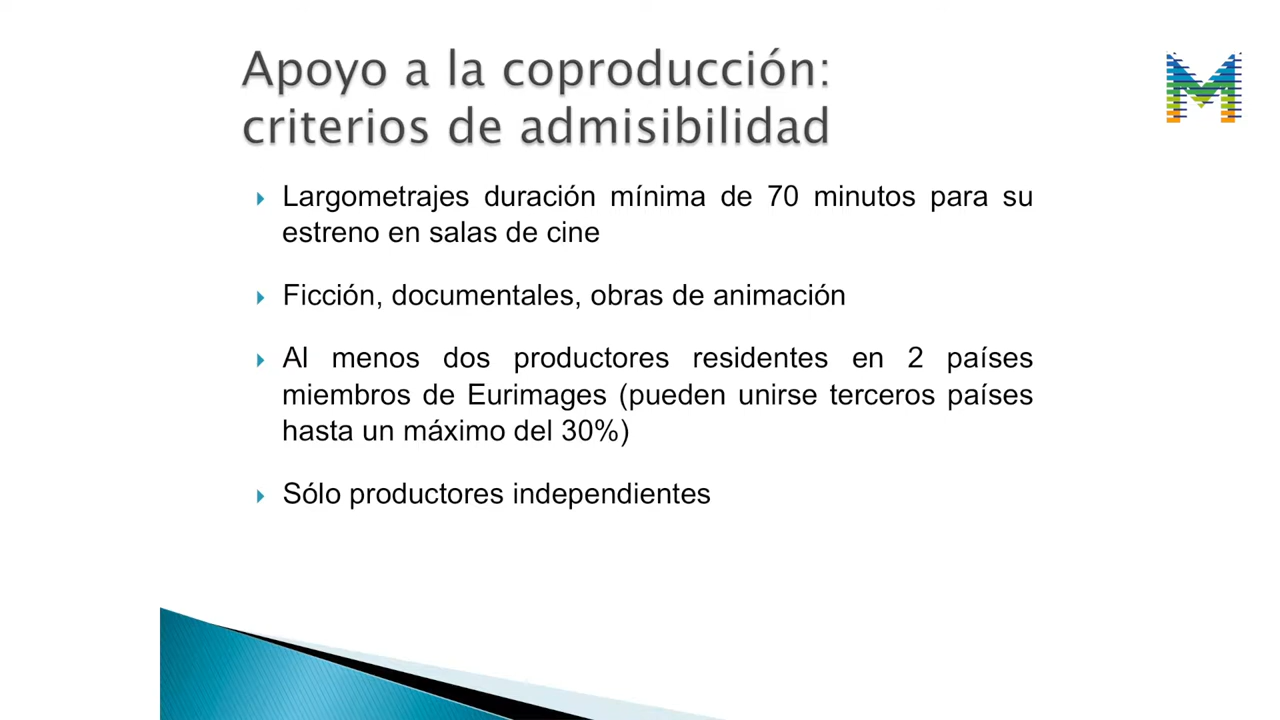 Apoyo a la coproducción:
criterios de admisibilidad
Largometrajes duración mínima de 70 minutos para su
estreno en salas de cine
Ficción, documentales, obras de animación
Al menos dos productores residentes en 2 países
miembros de Eurimages (pueden unirse terceros países
hasta un máximo del 30%)
Sólo productores independientes